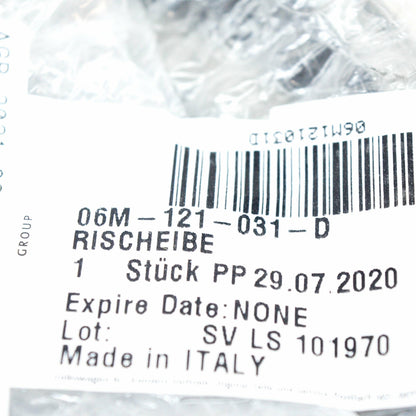 06M121031D
06M-121-031-D
RISCHEIBE
1 Stück PP 29.07.2020
Expire Date: NONE
Lot: SV LS 101970
Made in ITALY
GROUP